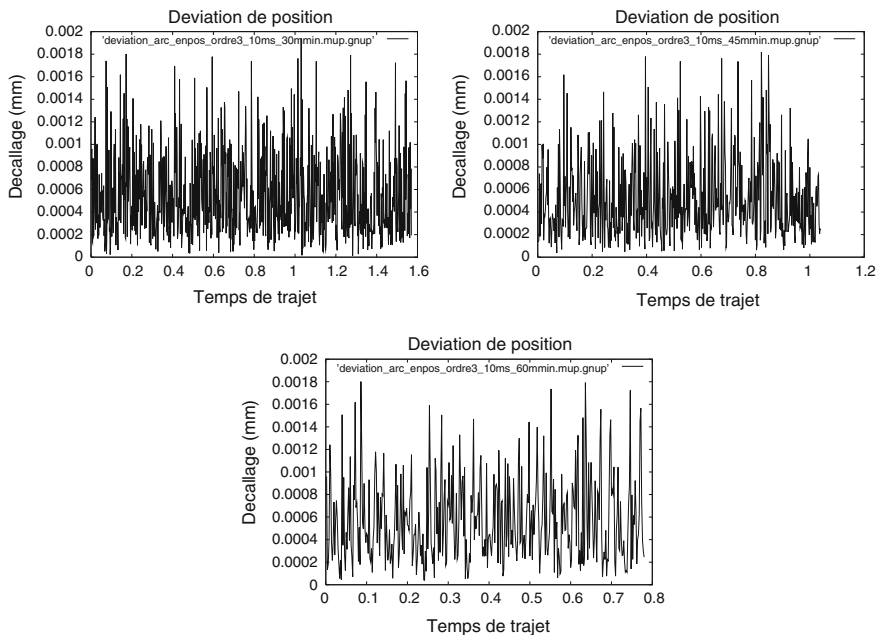 Deviation de position
'deviation_arc_enpos_ordre3_10ms_30mmin.mup.gnup'
Decallage (mm)
0.002
0.0018
0.0016
0.0014
0.0012
0.001
0.0008
0.0006
0.0004
0.0002
0
0 0.2 0.4 0.6 0.8 1 1.2 1.4 1.6
Temps de trajet
Deviation de position
'deviation_arc_enpos_ordre3_10ms_45mmin.mup.gnup'
Decallage (mm)
0.002
0.0018
0.0016
0.0014
0.0012
0.001
0.0008
0.0006
0.0004
0.0002
0
0 0.2 0.4 0.6 0.8 1 1.2
Temps de trajet
Deviation de position
'deviation_arc_enpos_ordre3_10ms_60mmin.mup.gnup'
Decallage (mm)
0.002
0.0018
0.0016
0.0014
0.0012
0.001
0.0008
0.0006
0.0004
0.0002
0
0 0.1 0.2 0.3 0.4 0.5 0.6 0.7 0.8
Temps de trajet